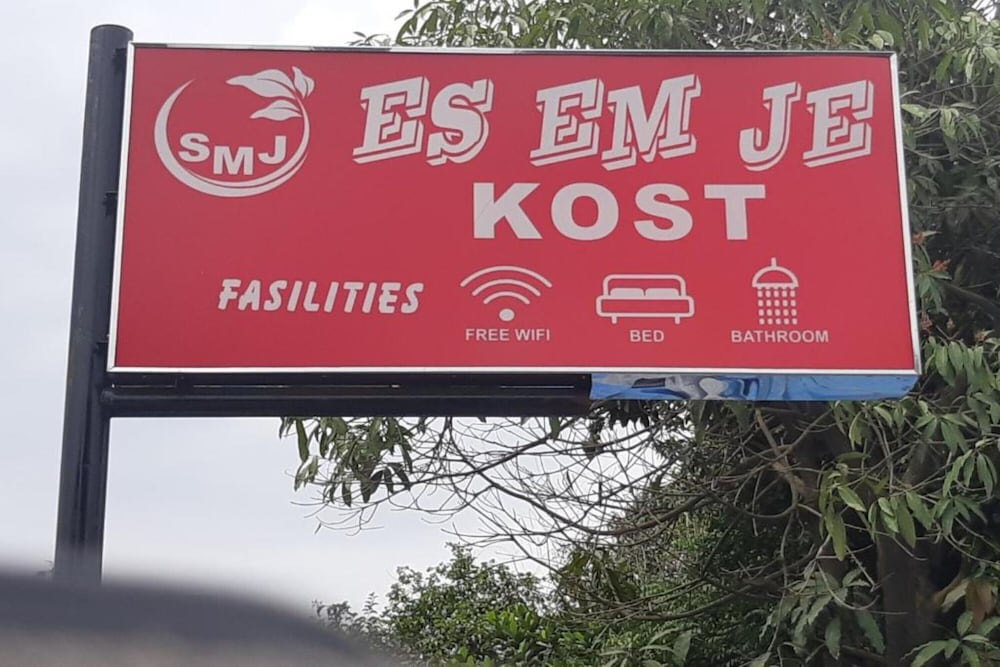 SMJ
ES EM JE
KOST
FASILITIES
FREE WIFI
BED
BATHROOM